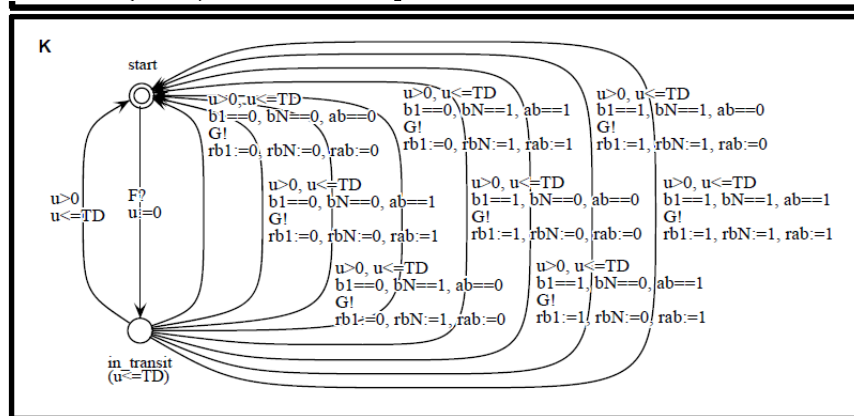 K
start
u>0, u<=TD
b1==0, bN==0, ab==0
G!
rb1:=0, rbN:=0, rab:=0
u>0, u<=TD
b1==0, bN==1, ab==1
G!
rb1:=0, rbN:=1, rab:=1
u>0, u<=TD
b1==1, bN==1, ab==0
G!
rb1:=1, rbN:=1, rab:=0
u>0
u<=TD
F?
u:=0
u>0, u<=TD
b1==0, bN==0, ab==1
G!
rb1:=0, rbN:=0, rab:=1
u>0, u<=TD
b1==1, bN==0, ab==0
G!
rb1:=1, rbN:=0, rab:=0
u>0, u<=TD
b1==1, bN==1, ab==1
G!
rb1:=1, rbN:=1, rab:=1
u>0, u<=TD
b1==0, bN==1, ab==0
G!
rb1:=0, rbN:=1, rab:=0
u>0, u<=TD
b1==1, bN==0, ab==1
G!
rb1:=1, rbN:=0, rab:=1
in_transit
(u<=TD)